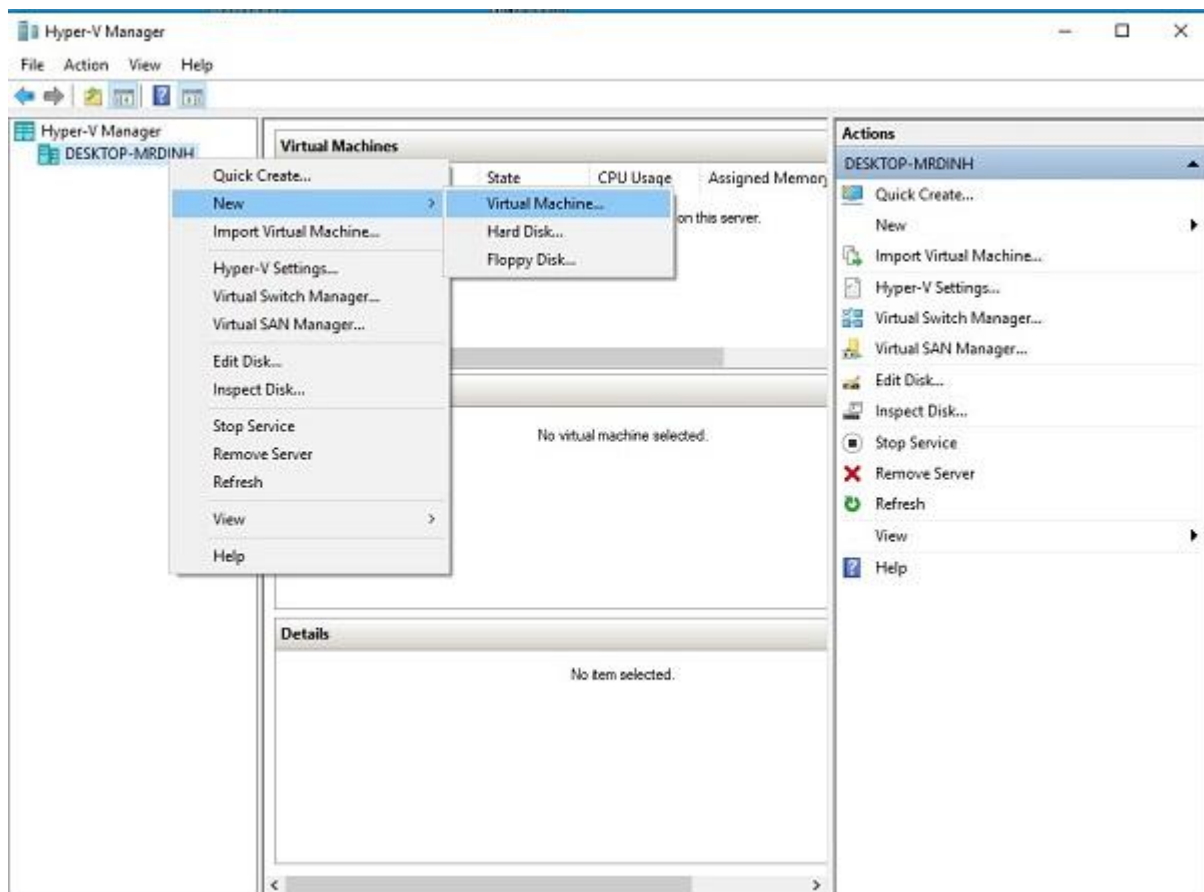 Hyper-V Manager
File Action View Help
Hyper-V Manager
DESKTOP-MRDINH
Quick Create...
New
Import Virtual Machine...
Hyper-V Settings...
Virtual Switch Manager...
Virtual SAN Manager...
Edit Disk...
Inspect Disk...
Stop Service
Remove Server
Refresh
View
Help
Virtual Machine...
Hard Disk...
Floppy Disk...
Virtual Machines
State CPU Usage Assigned Memory
on this server.
No virtual machine selected.
Details
No item selected.
Actions
DESKTOP-MRDINH
Quick Create...
New
Import Virtual Machine...
Hyper-V Settings...
Virtual Switch Manager...
Virtual SAN Manager...
Edit Disk...
Inspect Disk...
Stop Service
Remove Server
Refresh
View
Help